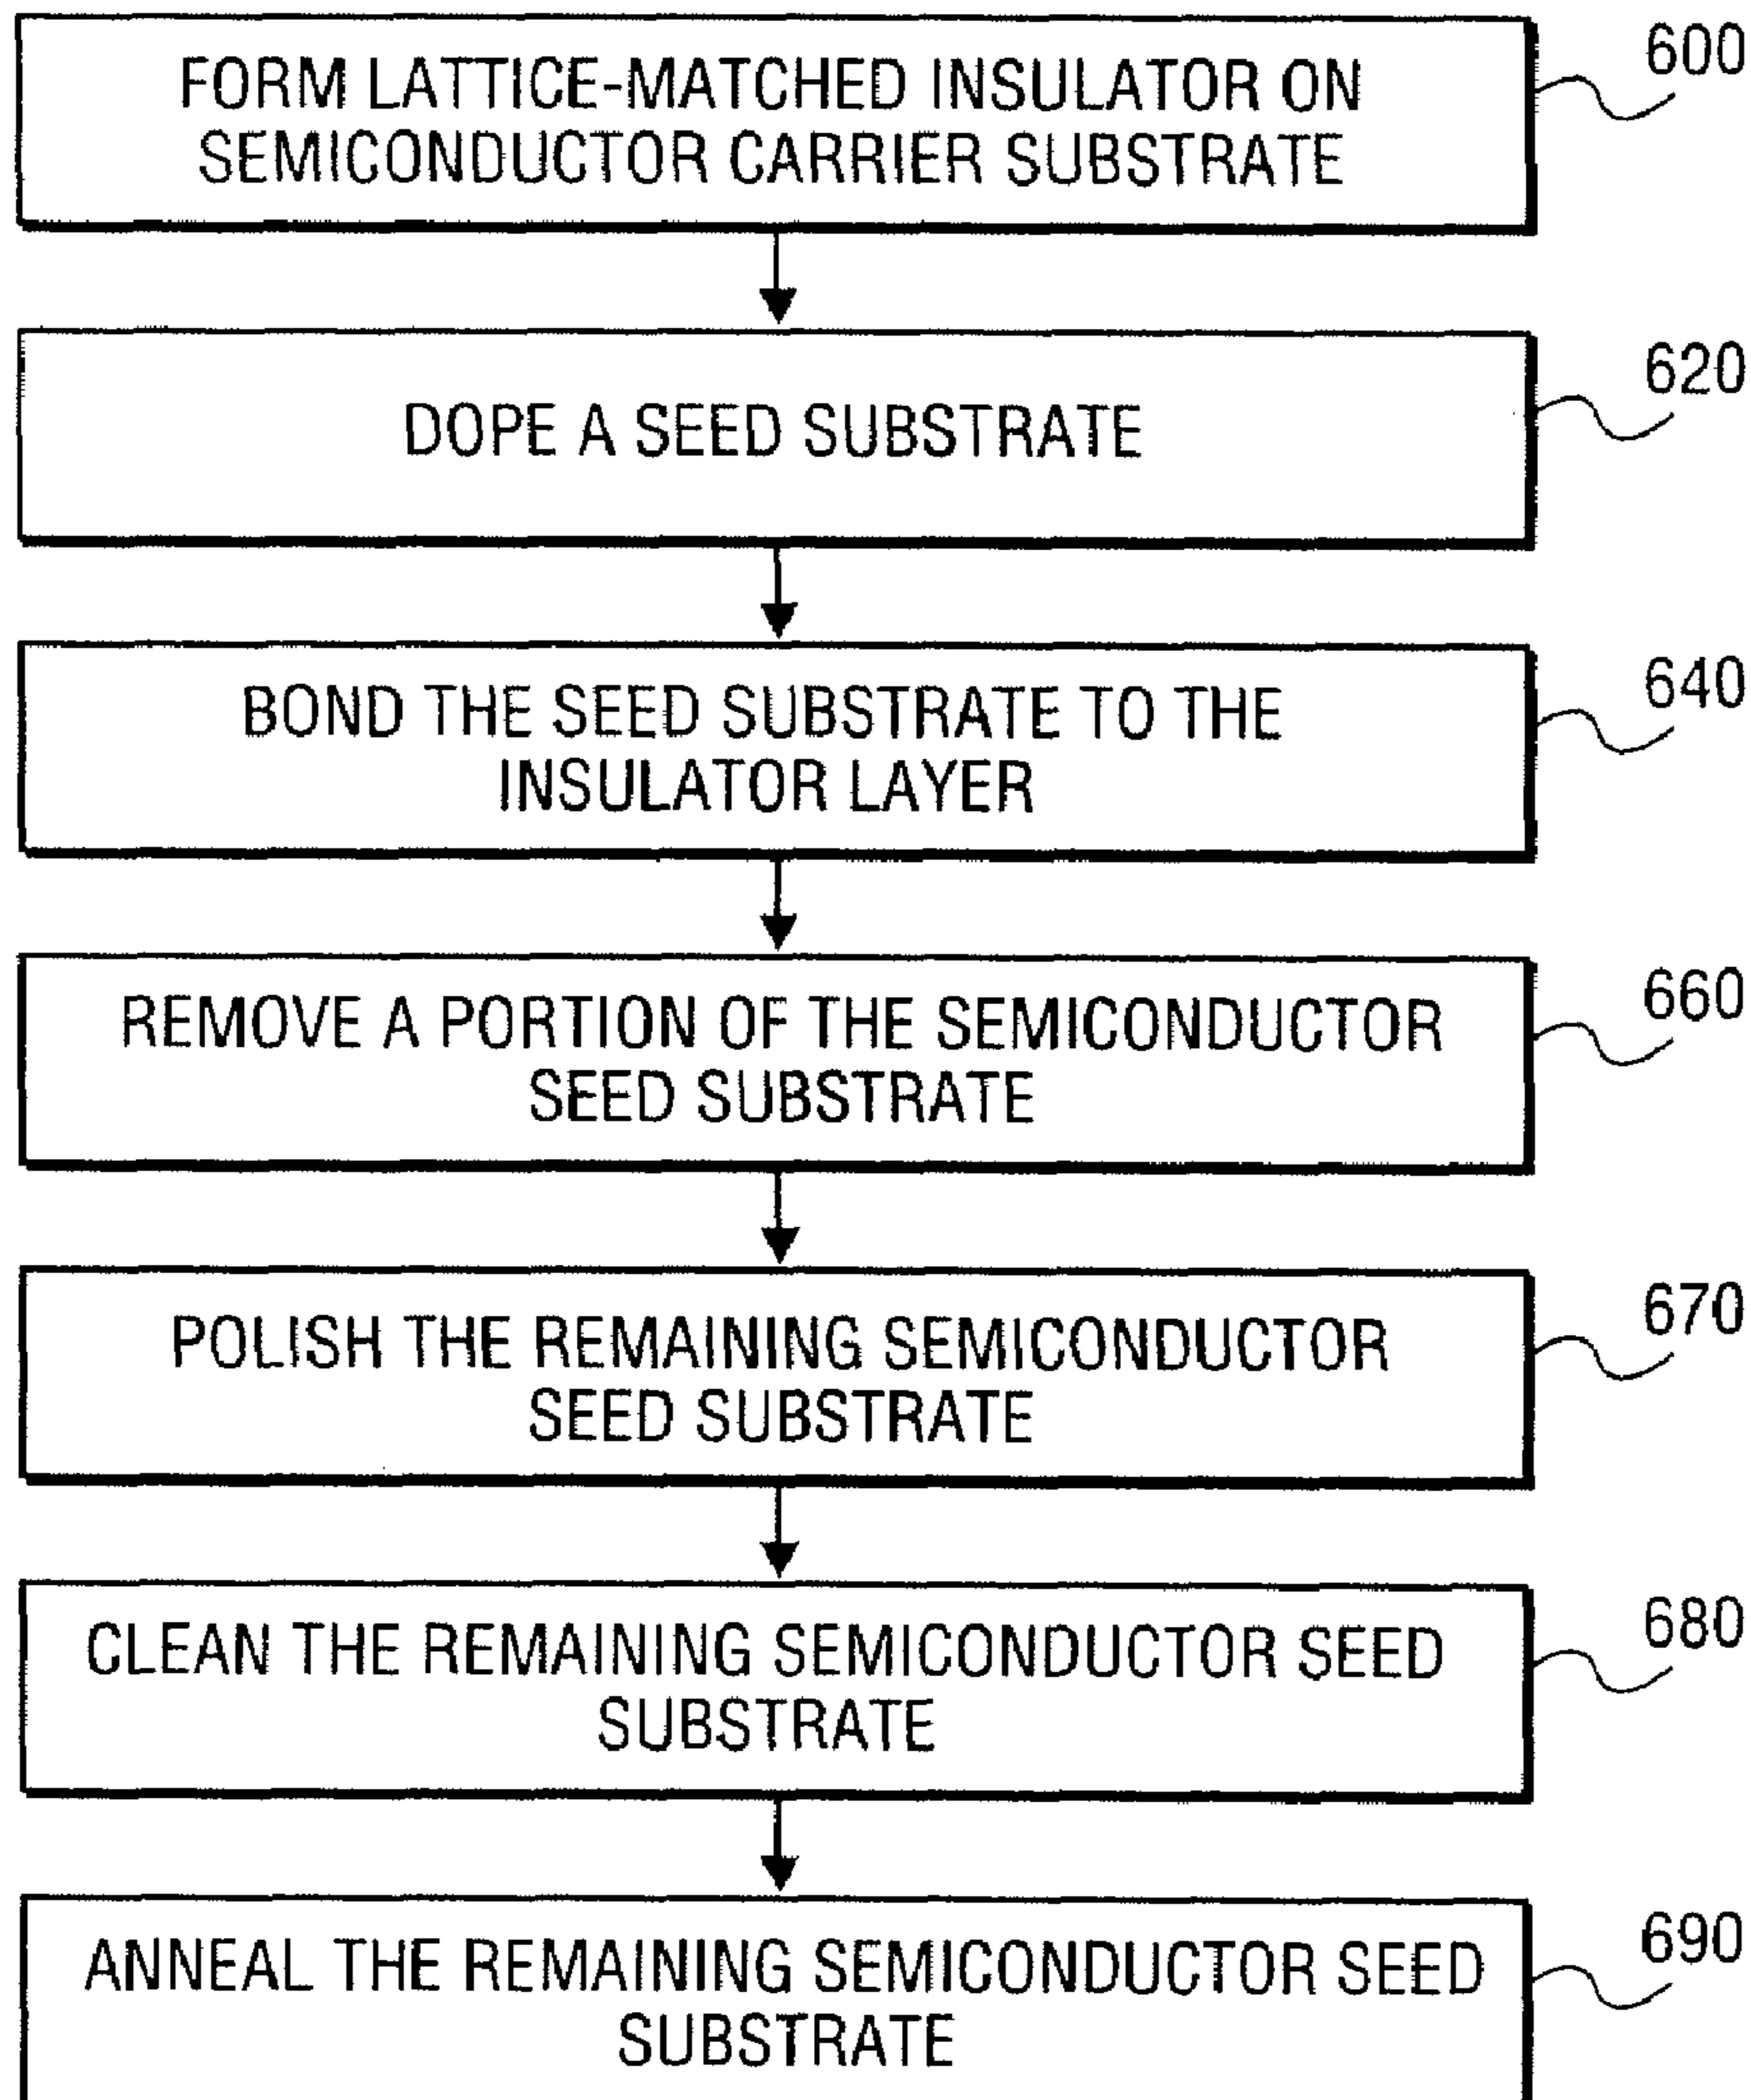 FORM LATTICE-MATCHED INSULATOR ON
SEMICONDUCTOR CARRIER SUBSTRATE
600
DOPE A SEED SUBSTRATE
620
BOND THE SEED SUBSTRATE TO THE
INSULATOR LAYER
640
REMOVE A PORTION OF THE SEMICONDUCTOR
SEED SUBSTRATE
660
POLISH THE REMAINING SEMICONDUCTOR
SEED SUBSTRATE
670
CLEAN THE REMAINING SEMICONDUCTOR SEED
SUBSTRATE
680
ANNEAL THE REMAINING SEMICONDUCTOR SEED
SUBSTRATE
690